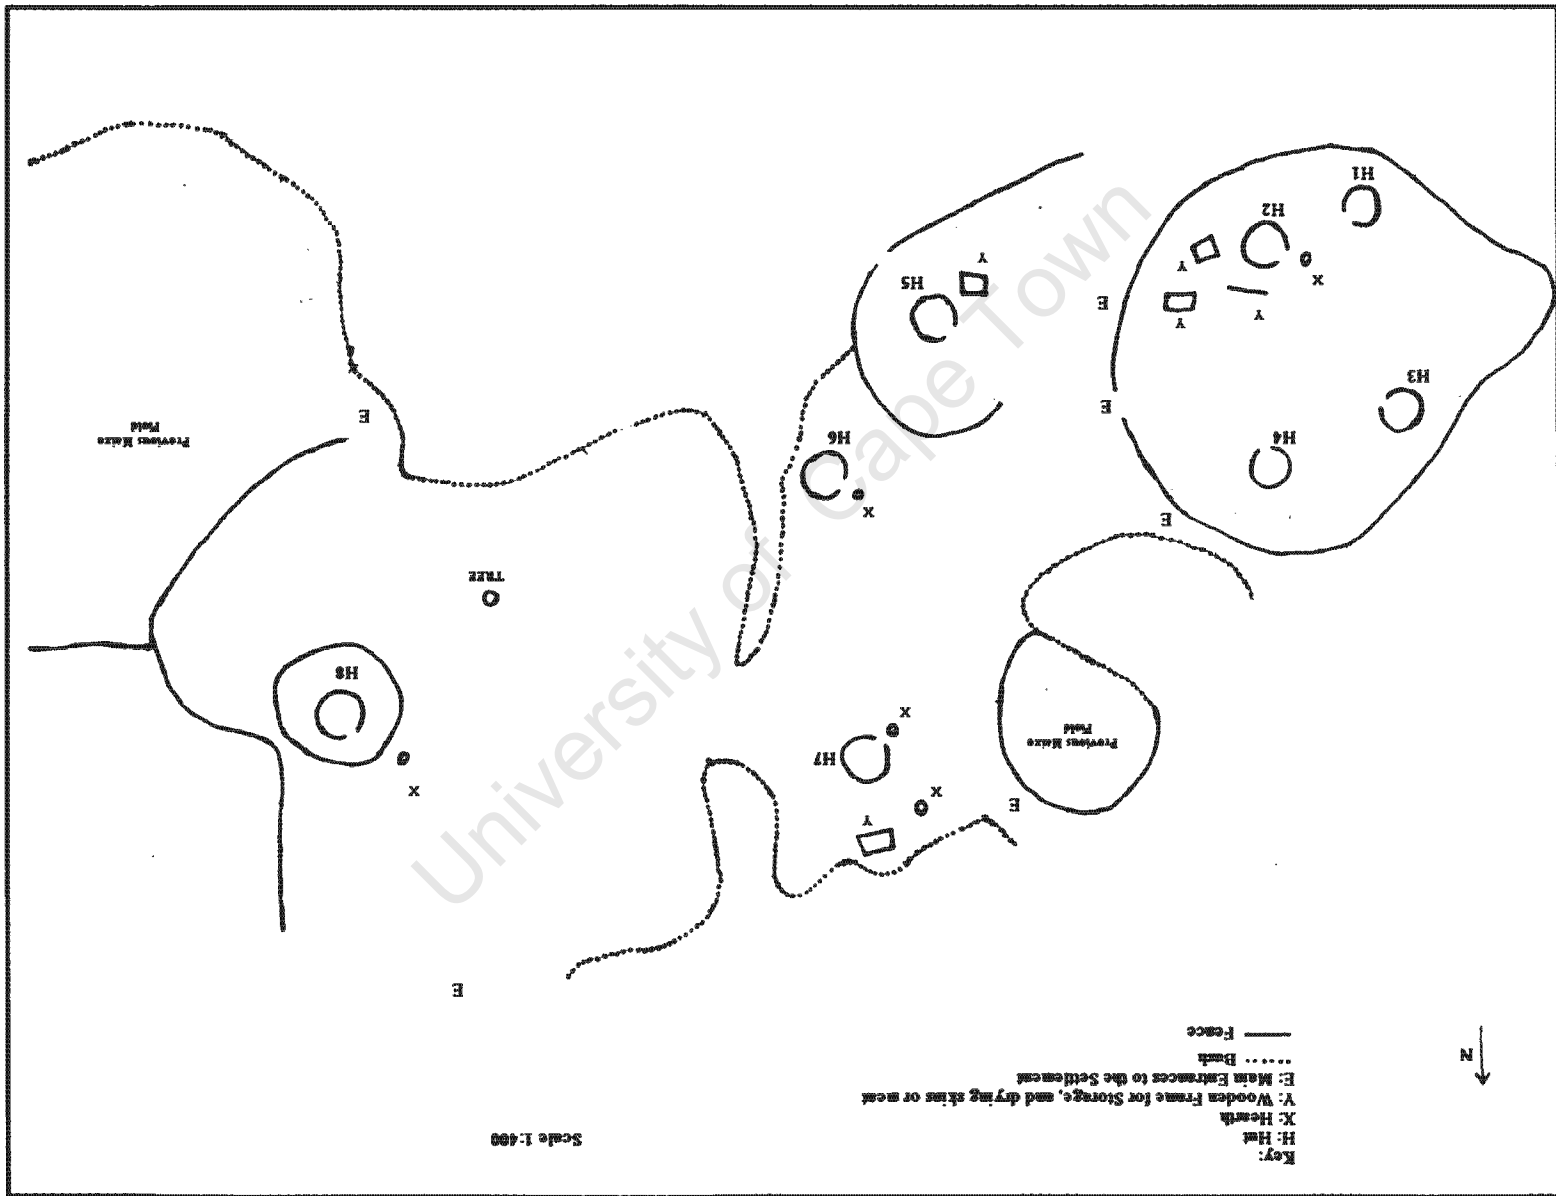 Key:
H: Hut
X: Hearth
Y: Wooden Frame for Storage, and drying skins or meat
E: Main Entrances to the Settlement
Bush
Fence
Scale 1:400
N
E
E
Y
X
X
H7
Previous Maize
Field
X
H8
TREE
E
X
H4
H6
Previous Maize
Field
E
E
H3
Y
Y
E
X
H5
Y
Y
H2
H1
University of Cape Town